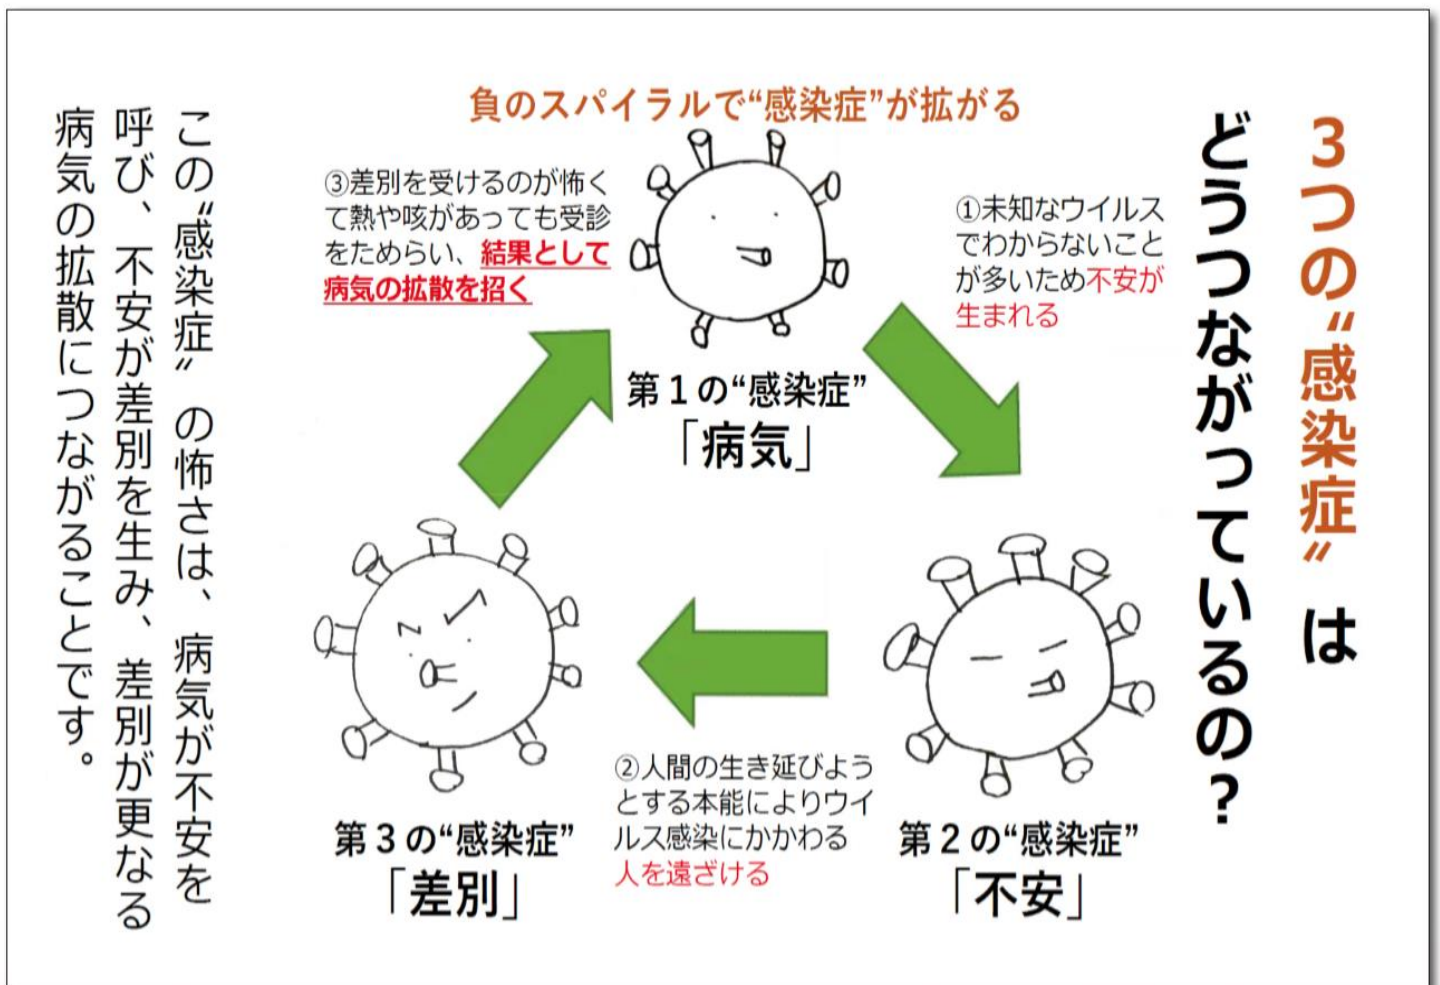 3つの〝感染症〟は
どうつながっているの?
負のスパイラルで“感染症”が拡がる
①未知なウイルス
でわからないこと
が多いため不安が
生まれる
第1の“感染症”
「病気」
第2の“感染症”
「不安」
②人間の生き延びよう
とする本能によりウイ
ルス感染にかかわる
人を遠ざける
第3の“感染症”
「差別」
③差別を受けるのが怖く
て熱や咳があっても受診
をためらい、結果として
病気の拡散を招く
この〝感染症〟の怖さは、病気が不安を
呼び、不安が差別を生み、差別が更なる
病気の拡散につながることです。